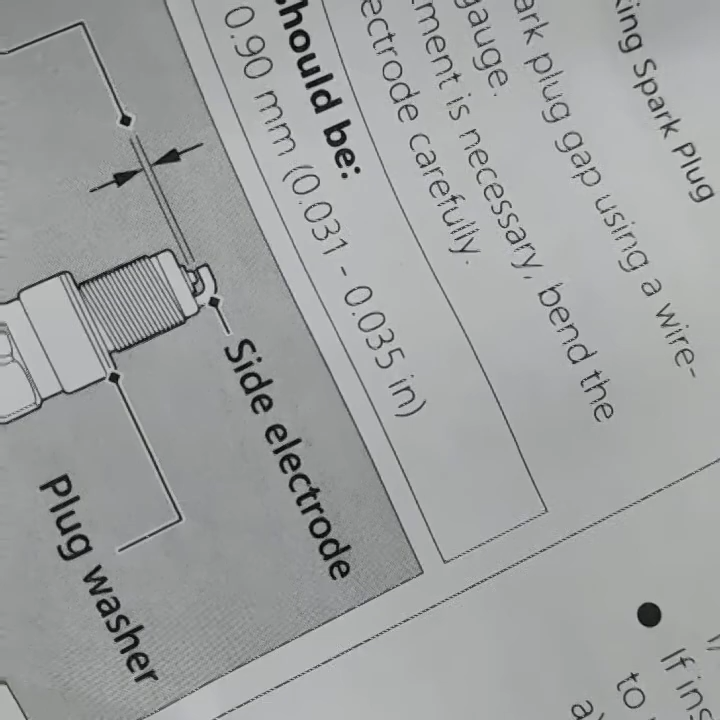 king Spark Plug
ark plug gap using a wire-
gauge.
ment is necessary, bend the
ectrode carefully.
should be:
0.90 mm (0.031 - 0.035 in)
Side electrode
Plug washer
If ins
to
a)